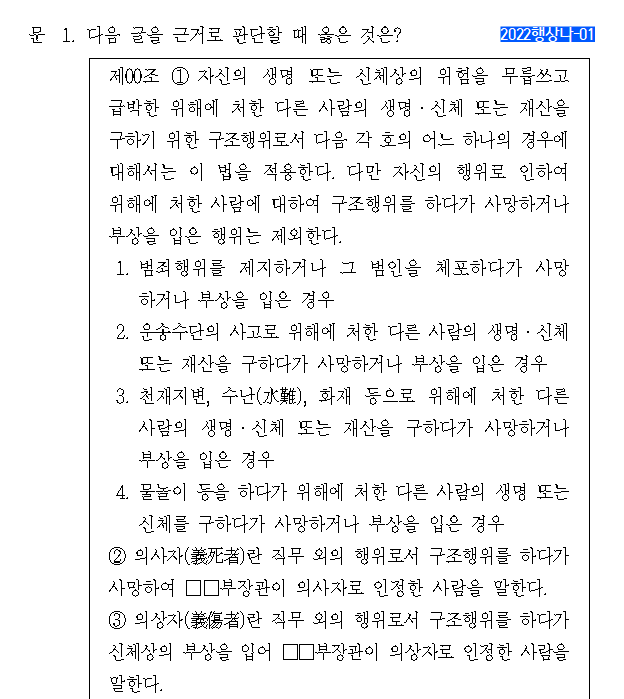 문 1. 다음 글을 근거로 판단할 때 옳은 것은? 2022행상나-01
제00조 ① 자신의 생명 또는 신체상의 위험을 무릅쓰고
급박한 위해에 처한 다른 사람의 생명·신체 또는 재산을
구하기 위한 구조행위로서 다음 각 호의 어느 하나의 경우에
대해서는 이 법을 적용한다. 다만 자신의 행위로 인하여
위해에 처한 사람에 대하여 구조행위를 하다가 사망하거나
부상을 입은 행위는 제외한다.
1. 범죄행위를 제지하거나 그 범인을 체포하다가 사망
하거나 부상을 입은 경우
2. 운송수단의 사고로 위해에 처한 다른 사람의 생명·신체
또는 재산을 구하다가 사망하거나 부상을 입은 경우
3. 천재지변, 수난(水難), 화재 등으로 위해에 처한 다른
사람의 생명·신체 또는 재산을 구하다가 사망하거나
부상을 입은 경우
4. 물놀이 등을 하다가 위해에 처한 다른 사람의 생명 또는
신체를 구하다가 사망하거나 부상을 입은 경우
② 의사자(義死者)란 직무 외의 행위로서 구조행위를 하다가
사망하여 □□부장관이 의사자로 인정한 사람을 말한다.
③ 의상자(義傷者)란 직무 외의 행위로서 구조행위를 하다가
신체상의 부상을 입어 □□부장관이 의상자로 인정한 사람을
말한다.